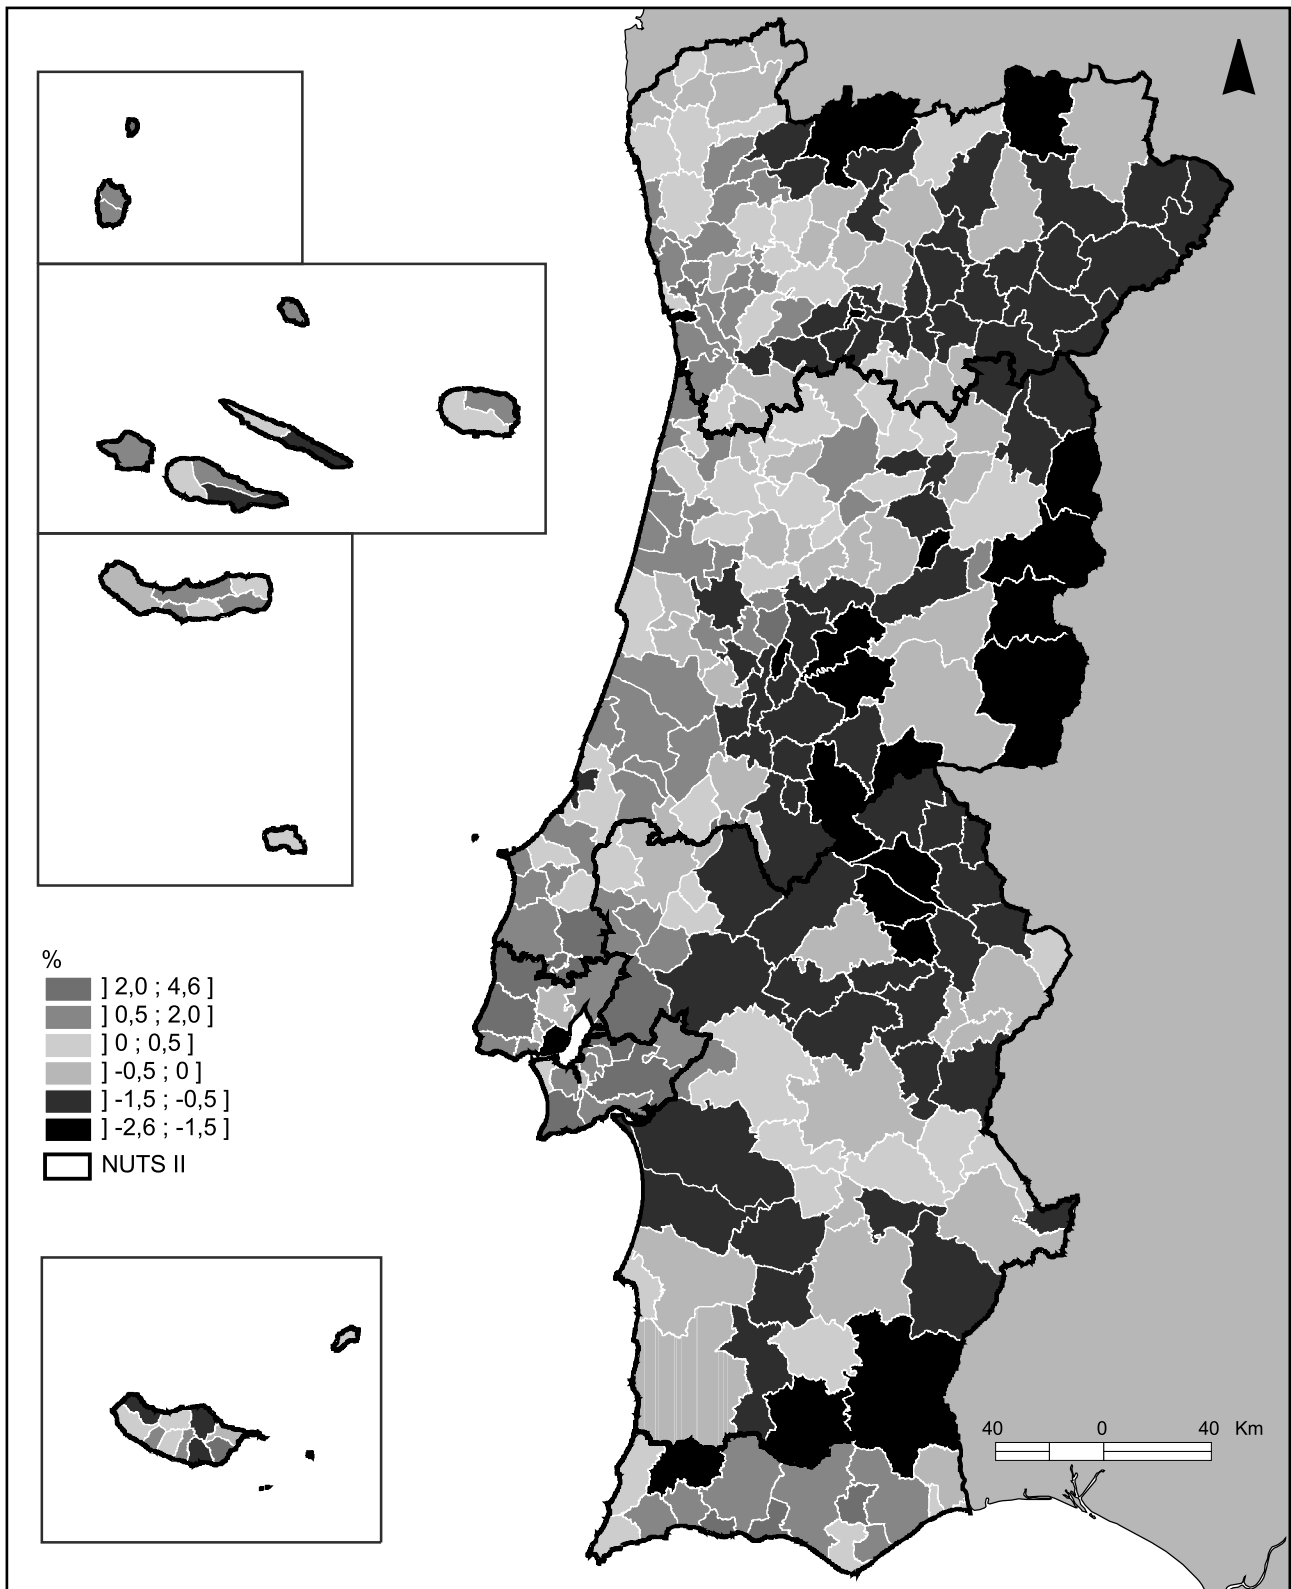 %
] 2,0 ; 4,6 ]
] 0,5 ; 2,0 ]
] 0 ; 0,5 ]
] -0,5 ; 0 ]
] -1,5 ; -0,5 ]
] -2,6 ; -1,5 ]
NUTS II
40 0 40 Km